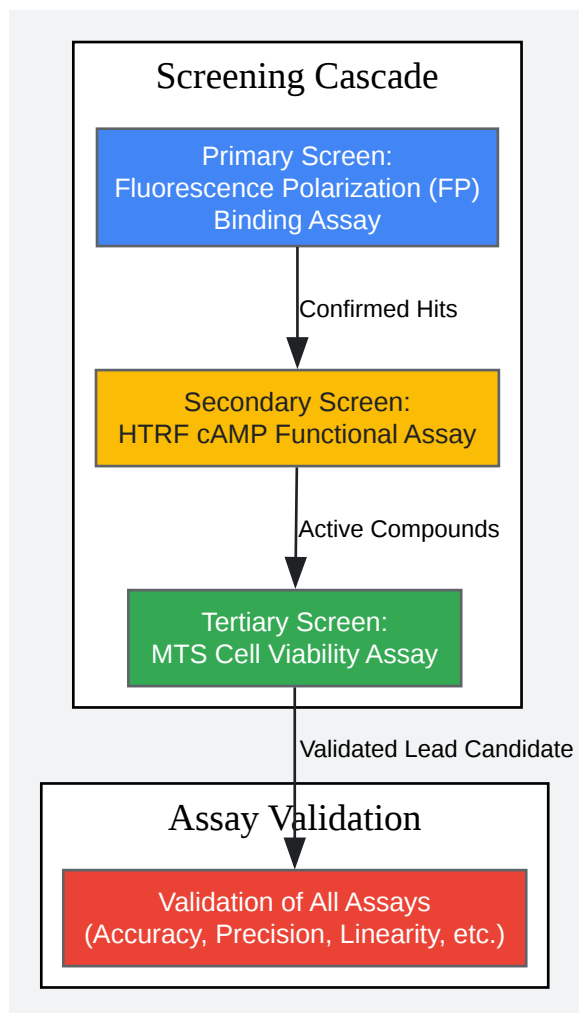 Screening Cascade
Primary Screen:
Fluorescence Polarization (FP)
Binding Assay
Confirmed Hits
Secondary Screen:
HTRF cAMP Functional Assay
Active Compounds
Tertiary Screen:
MTS Cell Viability Assay
Validated Lead Candidate
Assay Validation
Validation of All Assays
(Accuracy, Precision, Linearity, etc.)